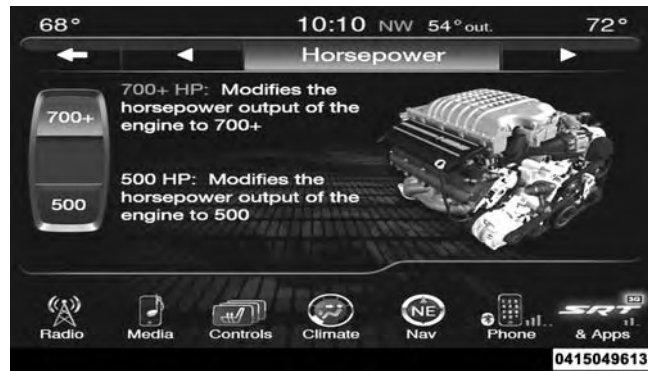 68°
10:10 NW 54°out.
72°
Horsepower
700+
500
700+ HP: Modifies the
horsepower output of the
engine to 700+
500 HP: Modifies the
horsepower output of the
engine to 500
NE
3G
SRT
Radio
Media
Controls
Climate
Nav
Phone
& Apps
0415049613